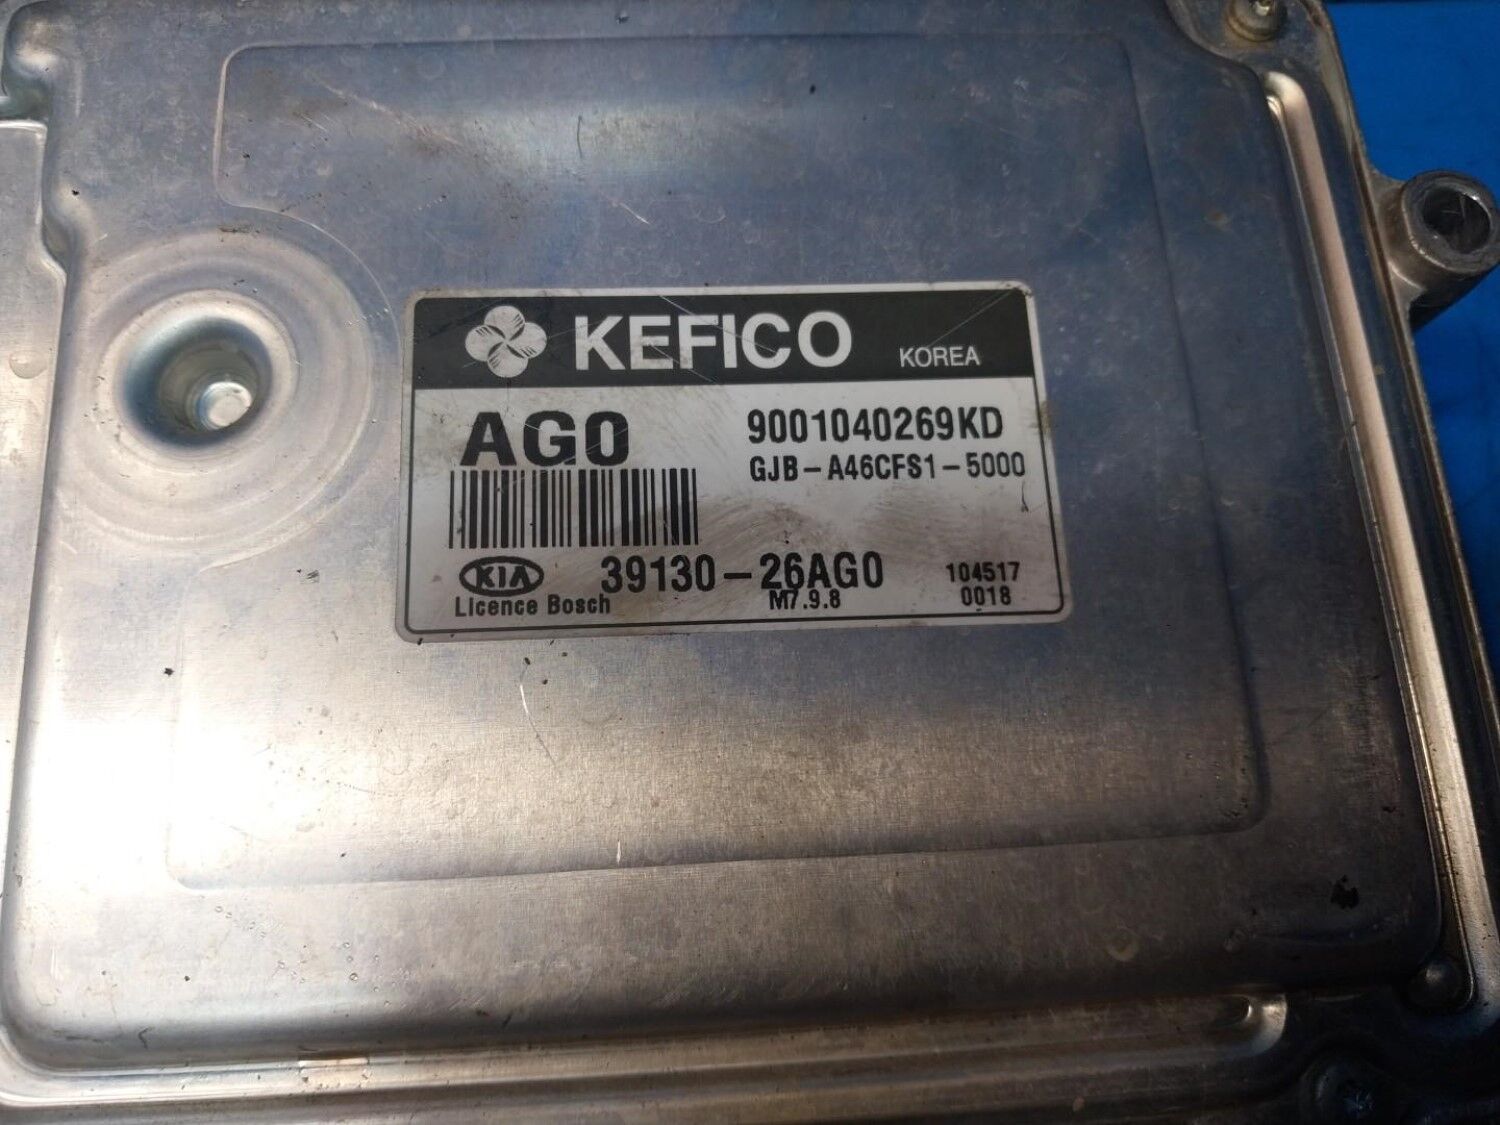 KEFICO KOREA
AG0 9001040269KD
GJB-A46CFS1-5000
KIA 39130-26AG0 104517
Licence Bosch M7.9.8 0018